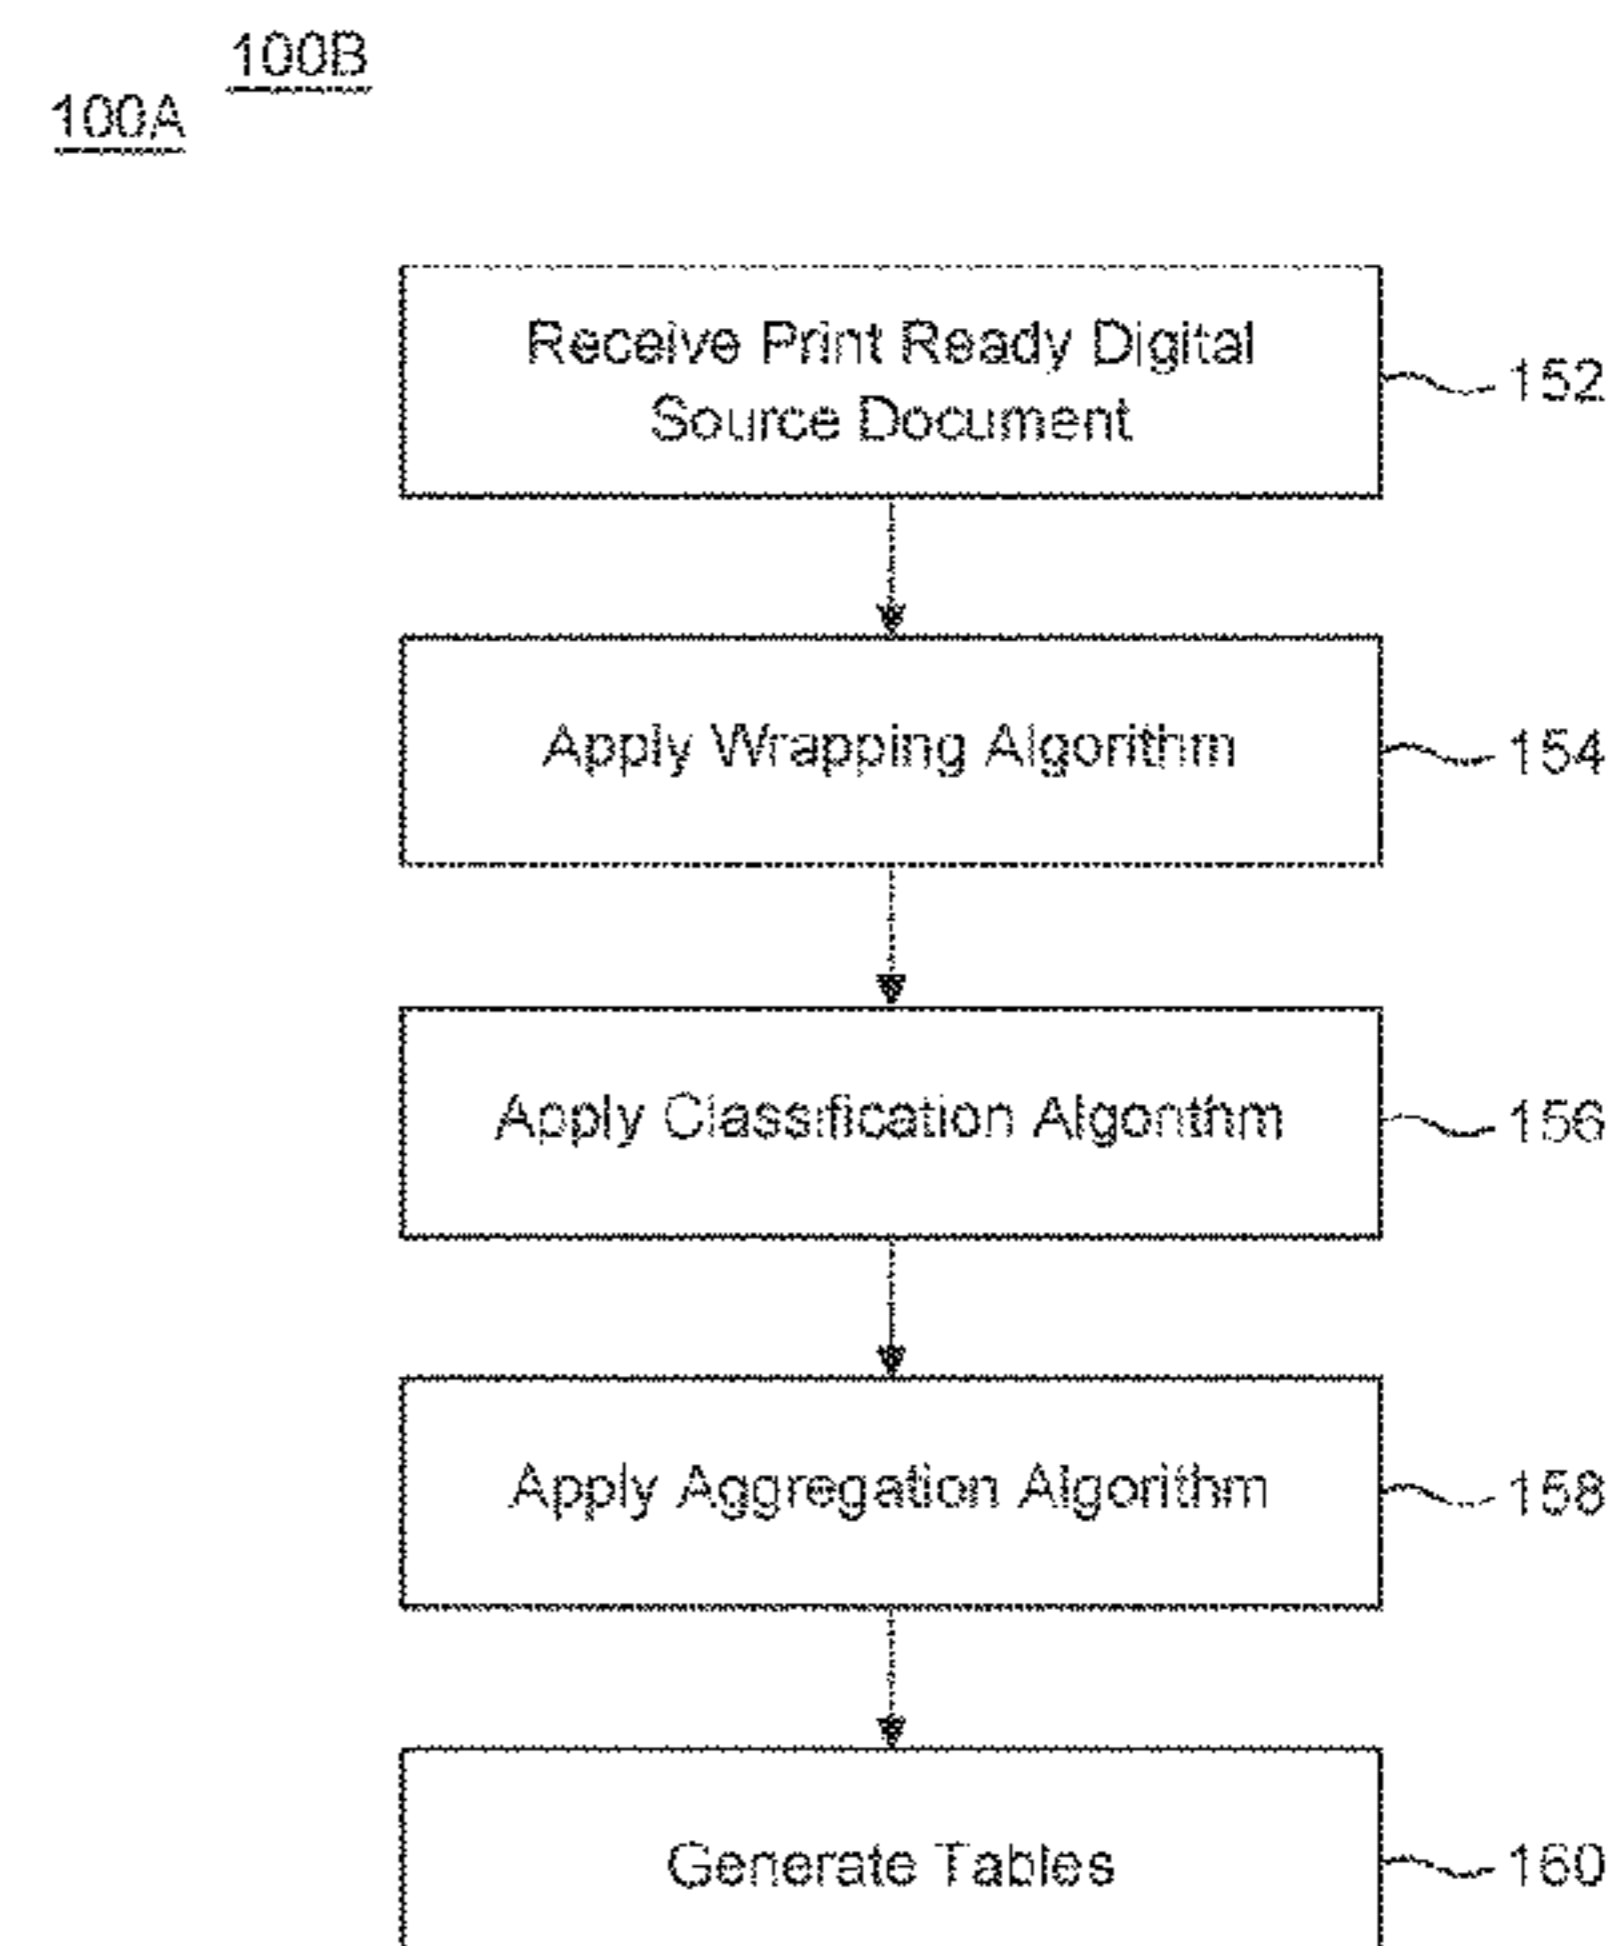 100B
100A
Receive Print Ready Digital
Source Document
152
Apply Wrapping Algorithm
154
Apply Classification Algorithm
156
Apply Aggregation Algorithm
158
Generate Tables
160